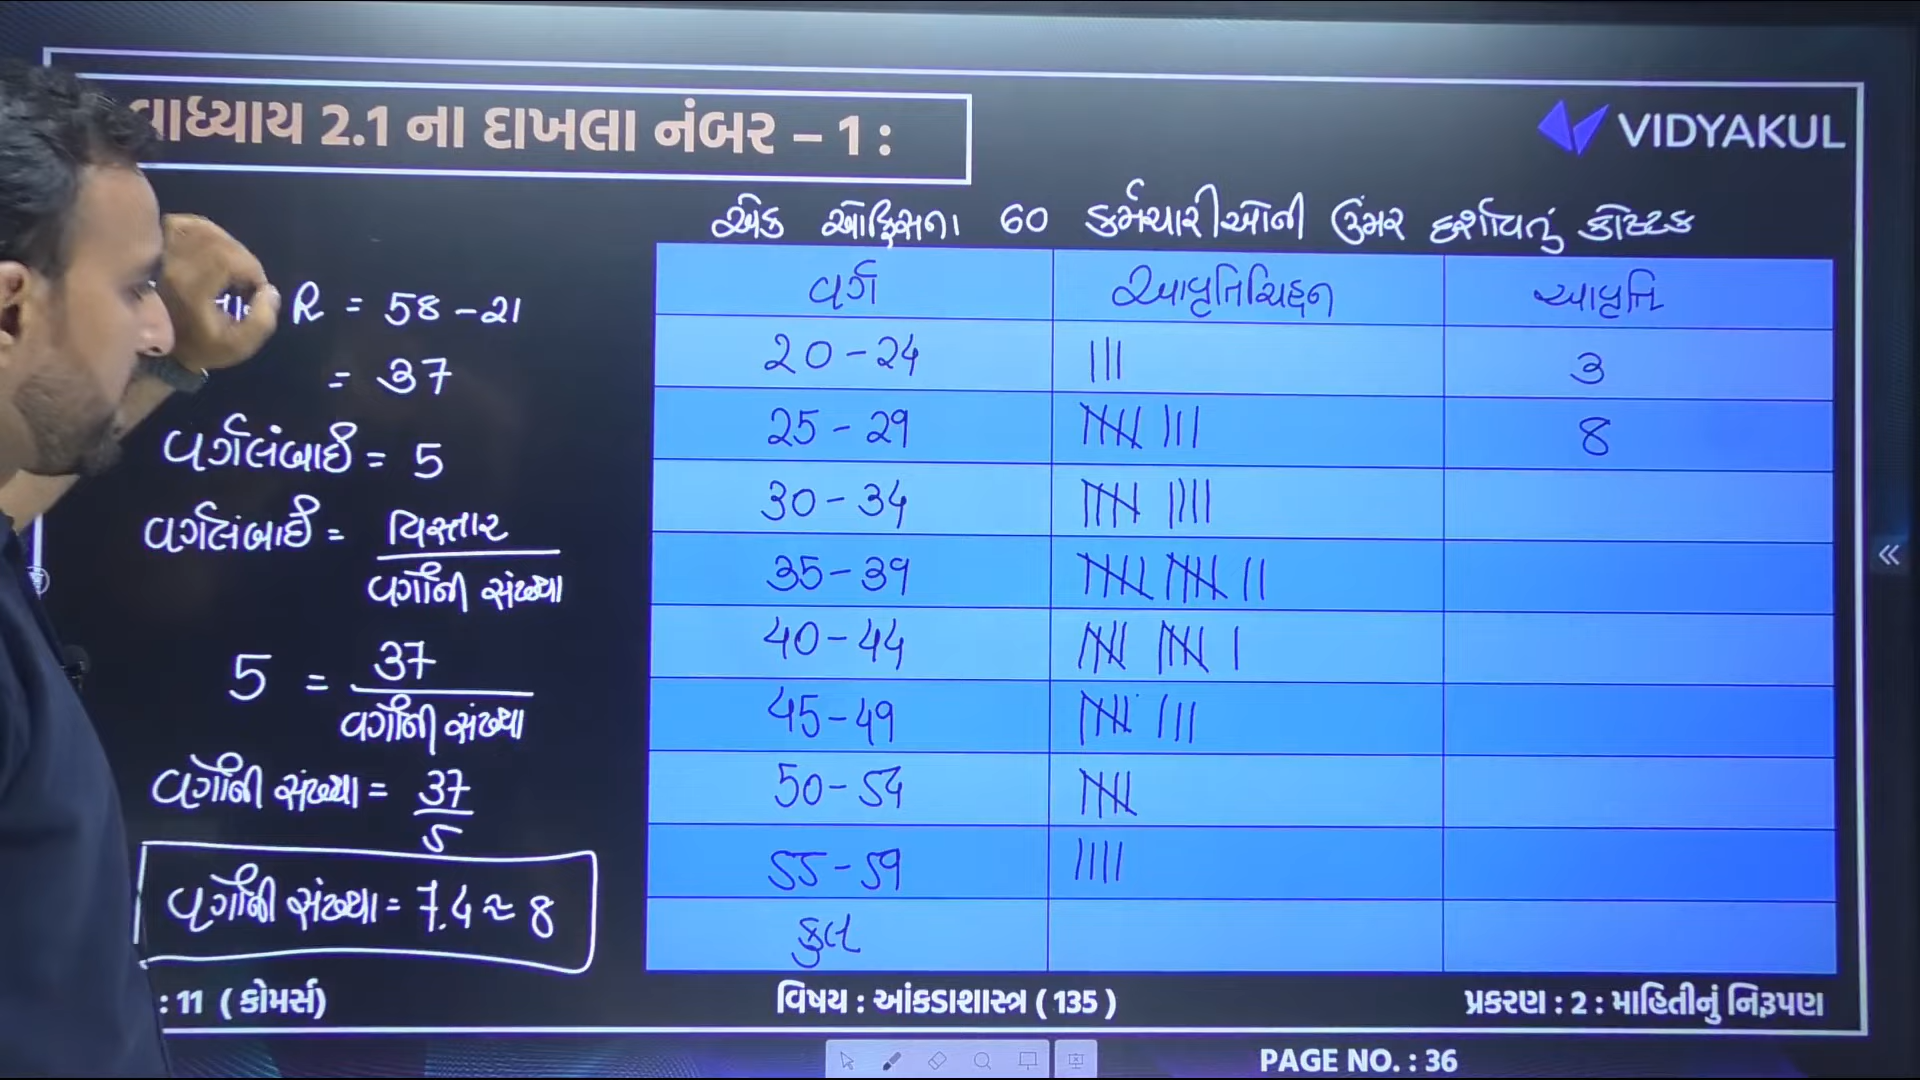 વાધ્યાય 2.1 ના દાખલા નંબર – 1 :
VIDYAKUL
એક ઓફિસના 60 કર્મચારીઓની ઉંમર દર્શાવતું કોષ્ટક
R = 58 - 21
= 37
વર્ગલંબાઈ = 5
વર્ગલંબાઈ = વિસ્તાર / વર્ગોની સંખ્યા
5 = 37 / વર્ગોની સંખ્યા
વર્ગોની સંખ્યા = 37 / 5
વર્ગોની સંખ્યા = 7.4 ≈ 8
વર્ગ આવૃત્તિચિહ્ન આવૃત્તિ
20 - 24 ||| 3
25 - 29 |||| ||| 8
30 - 34 |||| ||||
35 - 39 |||| |||| ||
40 - 44 |||| |||| |
45 - 49 |||| |||
50 - 54 ||||
55 - 59 ||||
કુલ
: 11 ( કોમર્સ)
વિષય : આંકડાશાસ્ત્ર ( 135 )
પ્રકરણ : 2 : માહિતીનું નિરૂપણ
PAGE NO. : 36